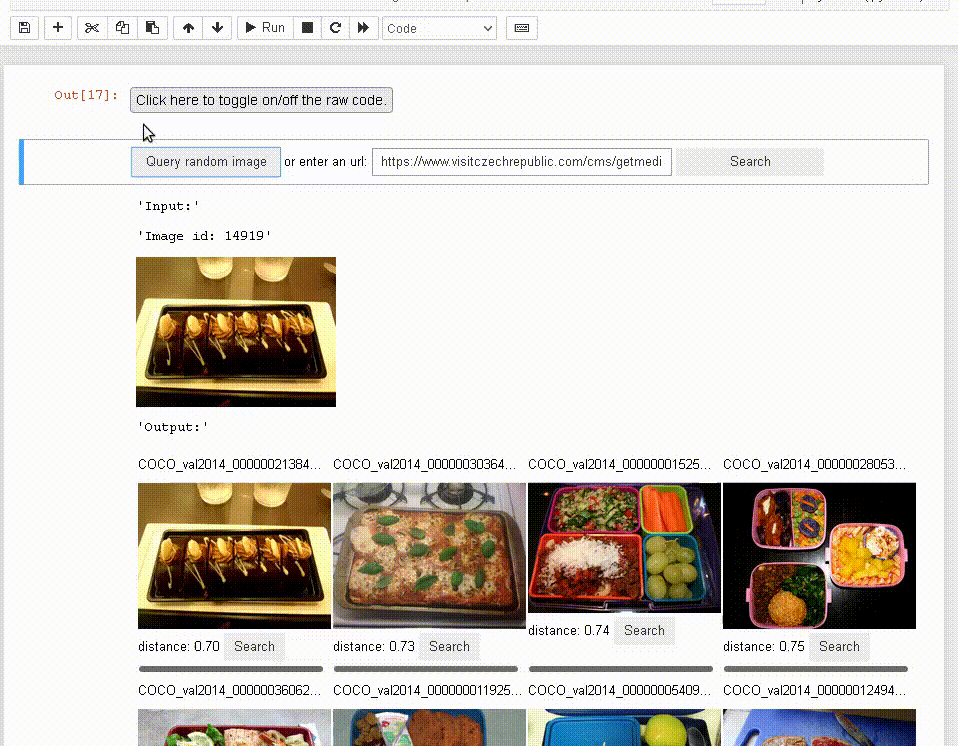 Run
Code
Out[17]:
Click here to toggle on/off the raw code.
Query random image or enter an url: https://www.visitczechrepublic.com/cms/getmedi Search
'Input:'
'Image id: 14919'
'Output:'
COCO_val2014_00000021384... COCO_val2014_00000030364... COCO_val2014_00000001525... COCO_val2014_00000028053...
distance: 0.70 Search distance: 0.73 Search distance: 0.74 Search distance: 0.75 Search
COCO_val2014_00000036062... COCO_val2014_00000011925... COCO_val2014_00000005409... COCO_val2014_00000012494...